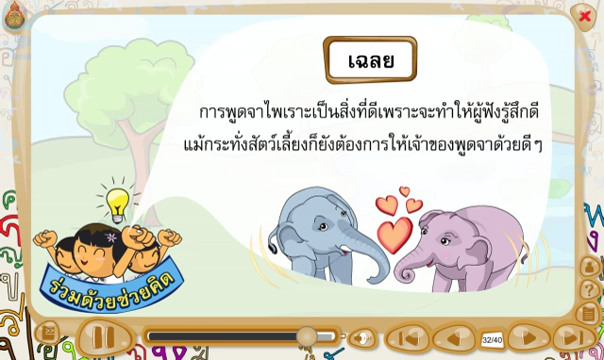 เฉลย
การพูดจาไพเราะเป็นสิ่งที่ดีเพราะจะทำให้ผู้ฟังรู้สึกดี
แม้กระทั่งสัตว์เลี้ยงก็ยังต้องการให้เจ้าของพูดจาด้วยดีๆ
ร่วมด้วยช่วยคิด
32/40